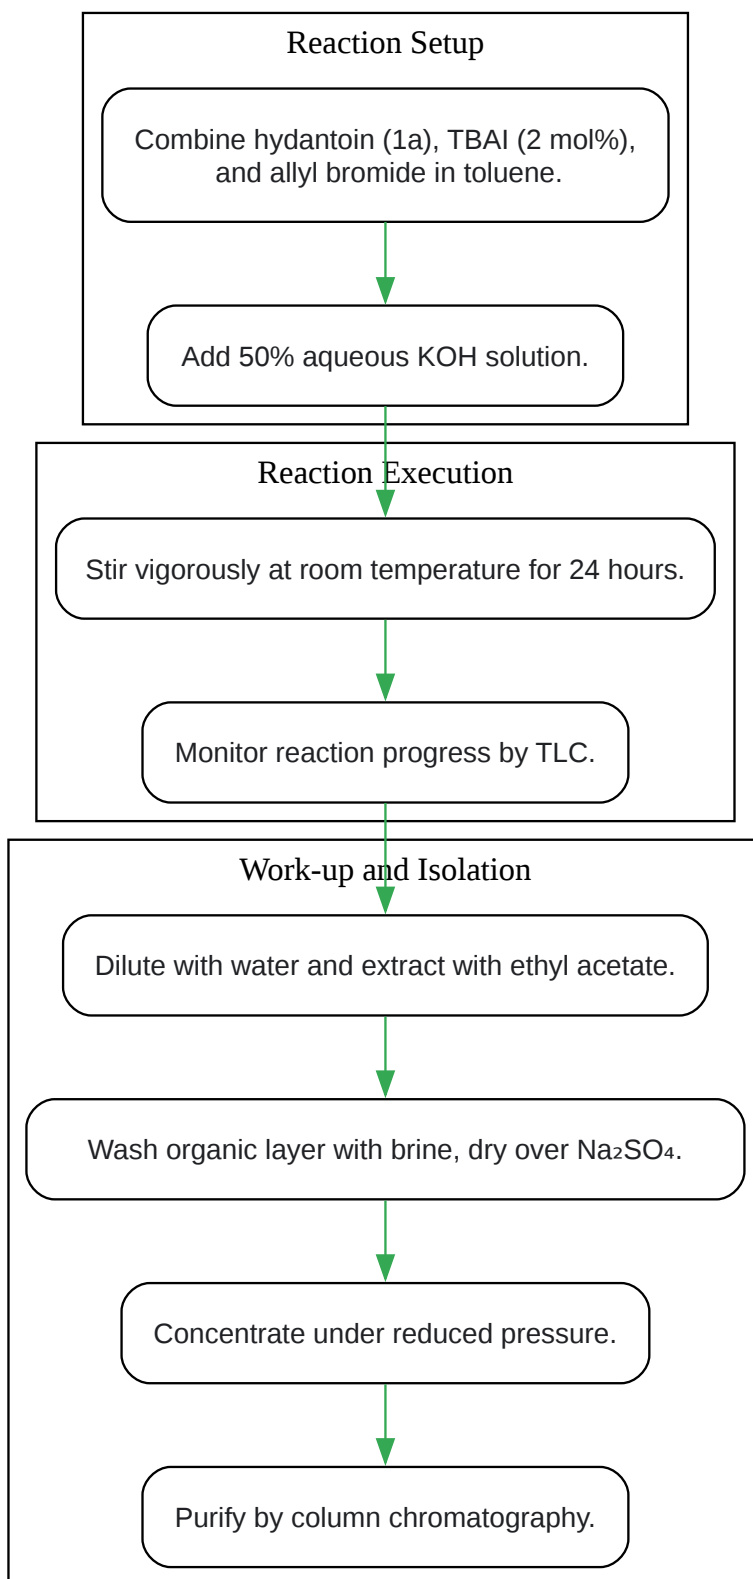 Reaction Setup
Combine hydantoin (1a), TBAI (2 mol%),
and allyl bromide in toluene.
Add 50% aqueous KOH solution.
Reaction Execution
Stir vigorously at room temperature for 24 hours.
Monitor reaction progress by TLC.
Work-up and Isolation
Dilute with water and extract with ethyl acetate.
Wash organic layer with brine, dry over Na₂SO₄.
Concentrate under reduced pressure.
Purify by column chromatography.